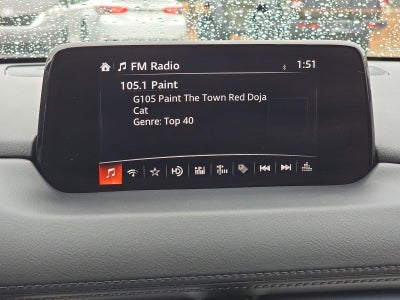 FM Radio 1:51
105.1 Paint
G105 Paint The Town Red Doja
Cat
Genre: Top 40